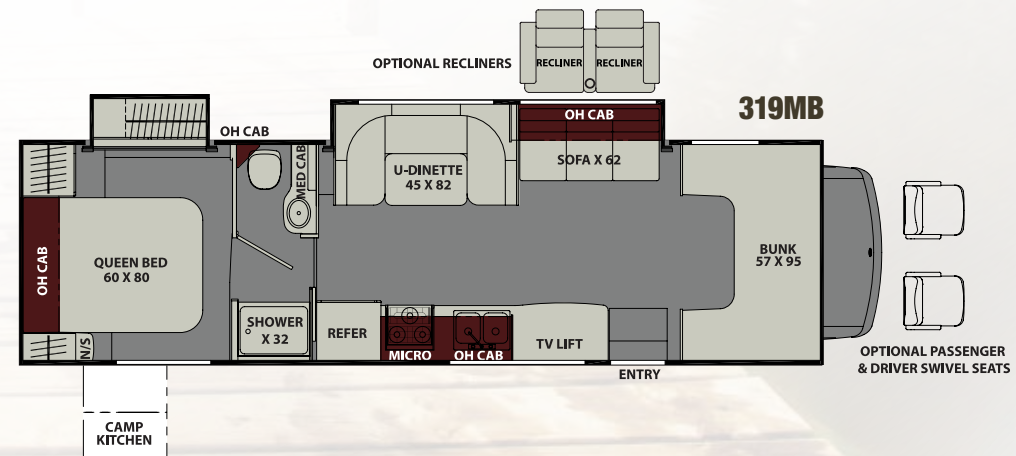 OPTIONAL RECLINERS
RECLINER RECLINER
319MB
OH CAB
OH CAB
MED CAB
U-DINETTE
45 X 82
SOFA X 62
OH CAB
QUEEN BED
60 X 80
BUNK
57 X 95
SHOWER
X 32
REFER
MICRO
OH CAB
TV LIFT
N/S
ENTRY
OPTIONAL PASSENGER
& DRIVER SWIVEL SEATS
CAMP
KITCHEN